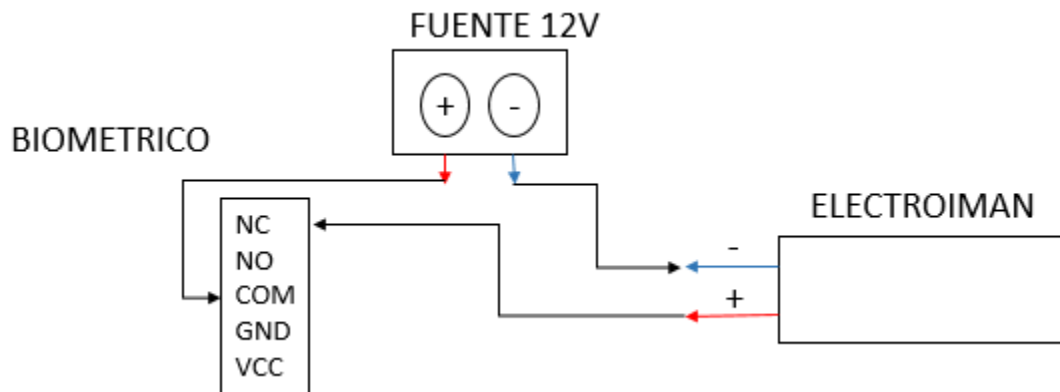 FUENTE 12V
+ -
BIOMETRICO
NC
NO
COM
GND
VCC
ELECTROIMAN
-
+